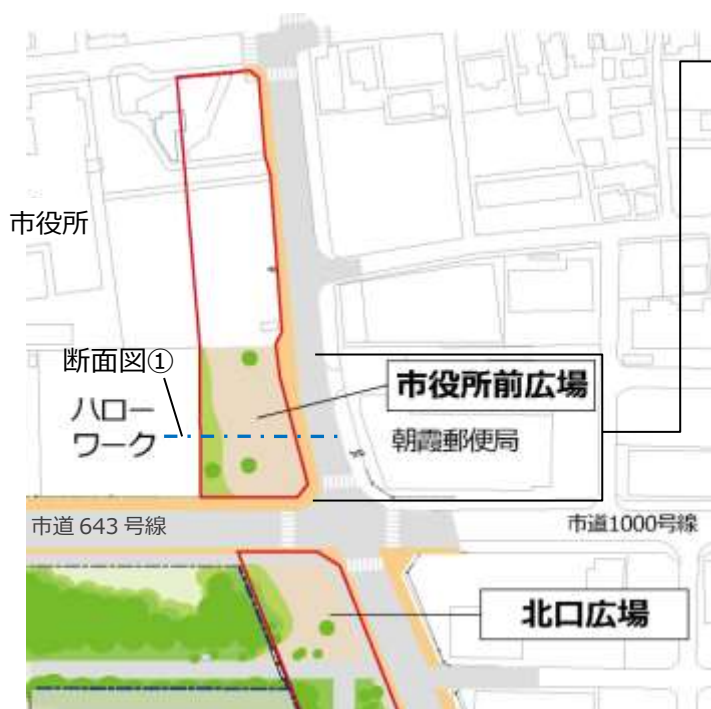 市役所
断面図①
市役所前広場
ハロー
ワーク
朝霞郵便局
市道 643 号線
市道1000号線
北口広場